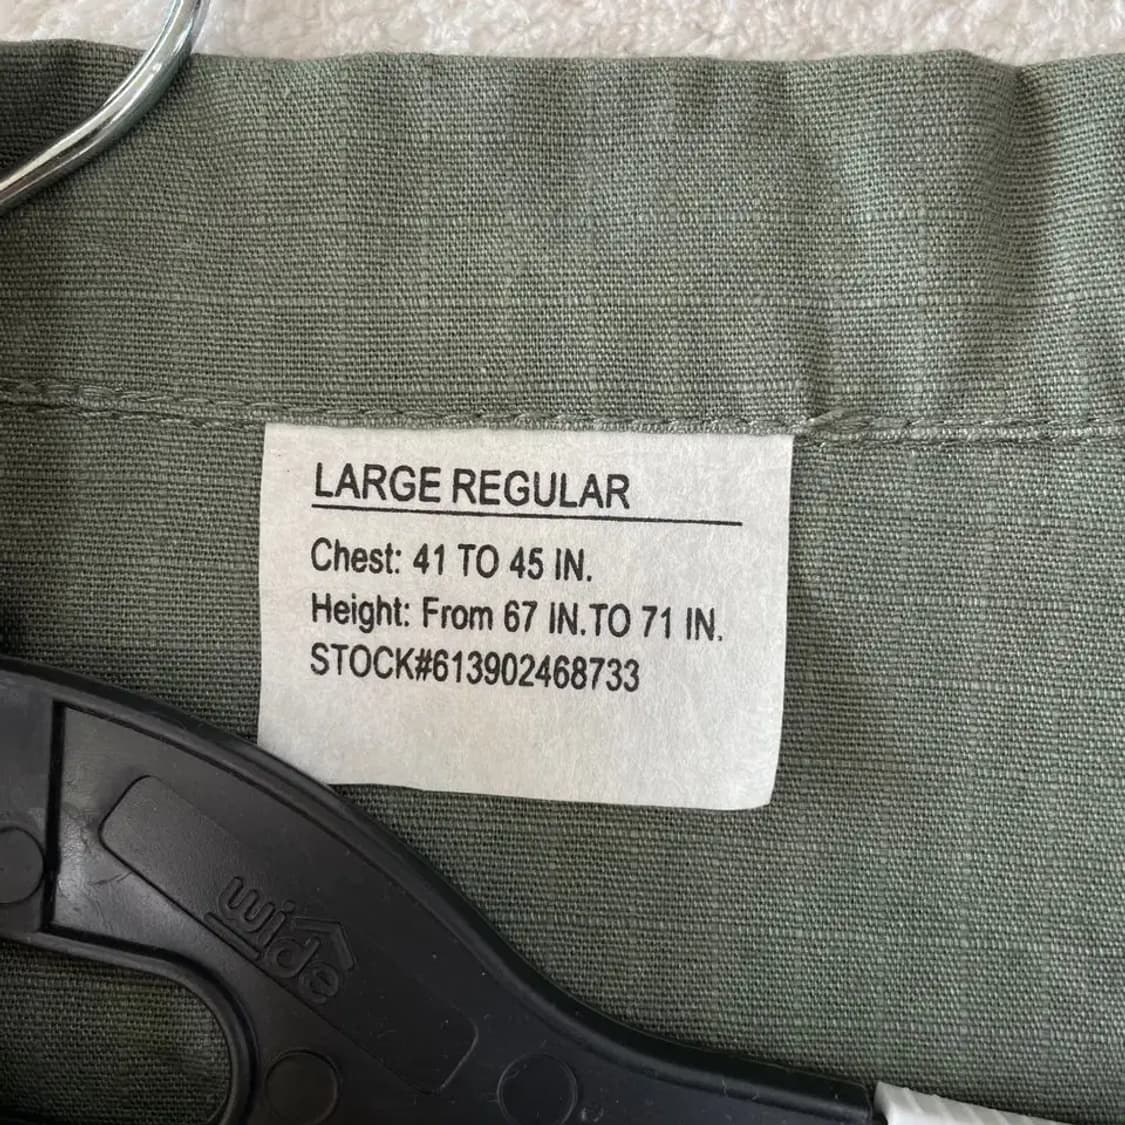 LARGE REGULAR
Chest: 41 TO 45 IN.
Height: From 67 IN.TO 71 IN.
STOCK#613902468733
wide